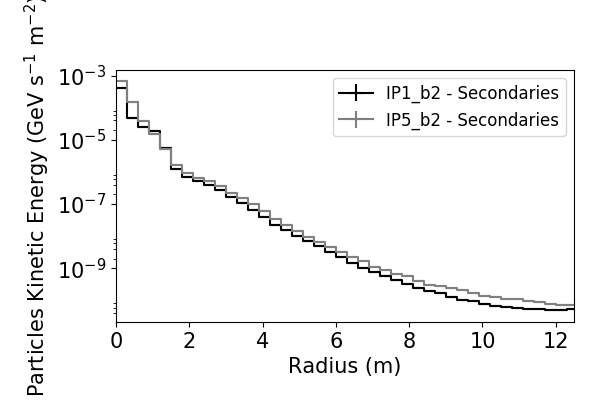 Particles Kinetic Energy (GeV s⁻¹ m⁻²)
10⁻³
10⁻⁵
10⁻⁷
10⁻⁹
IP1_b2 - Secondaries
IP5_b2 - Secondaries
0 2 4 6 8 10 12
Radius (m)